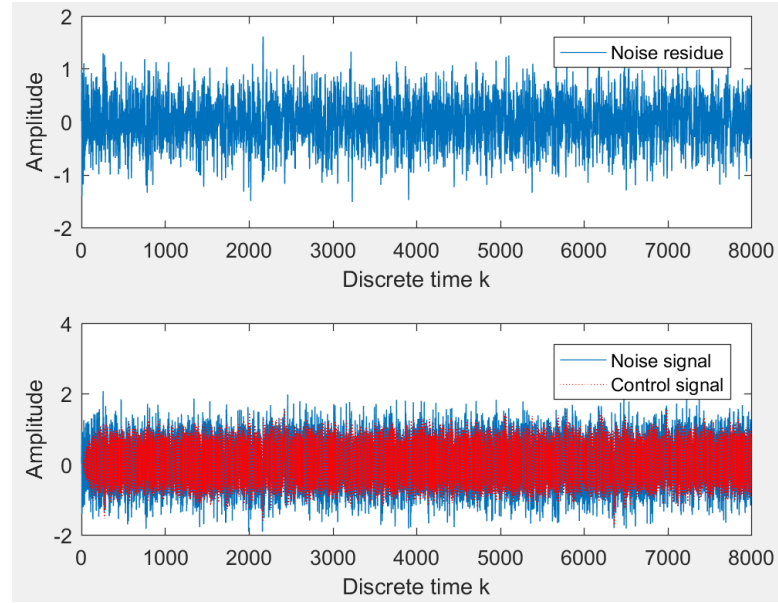 2
1
0
-1
-2
Amplitude
Noise residue
0 1000 2000 3000 4000 5000 6000 7000 8000
Discrete time k
4
2
0
-2
Amplitude
Noise signal
Control signal
0 1000 2000 3000 4000 5000 6000 7000 8000
Discrete time k